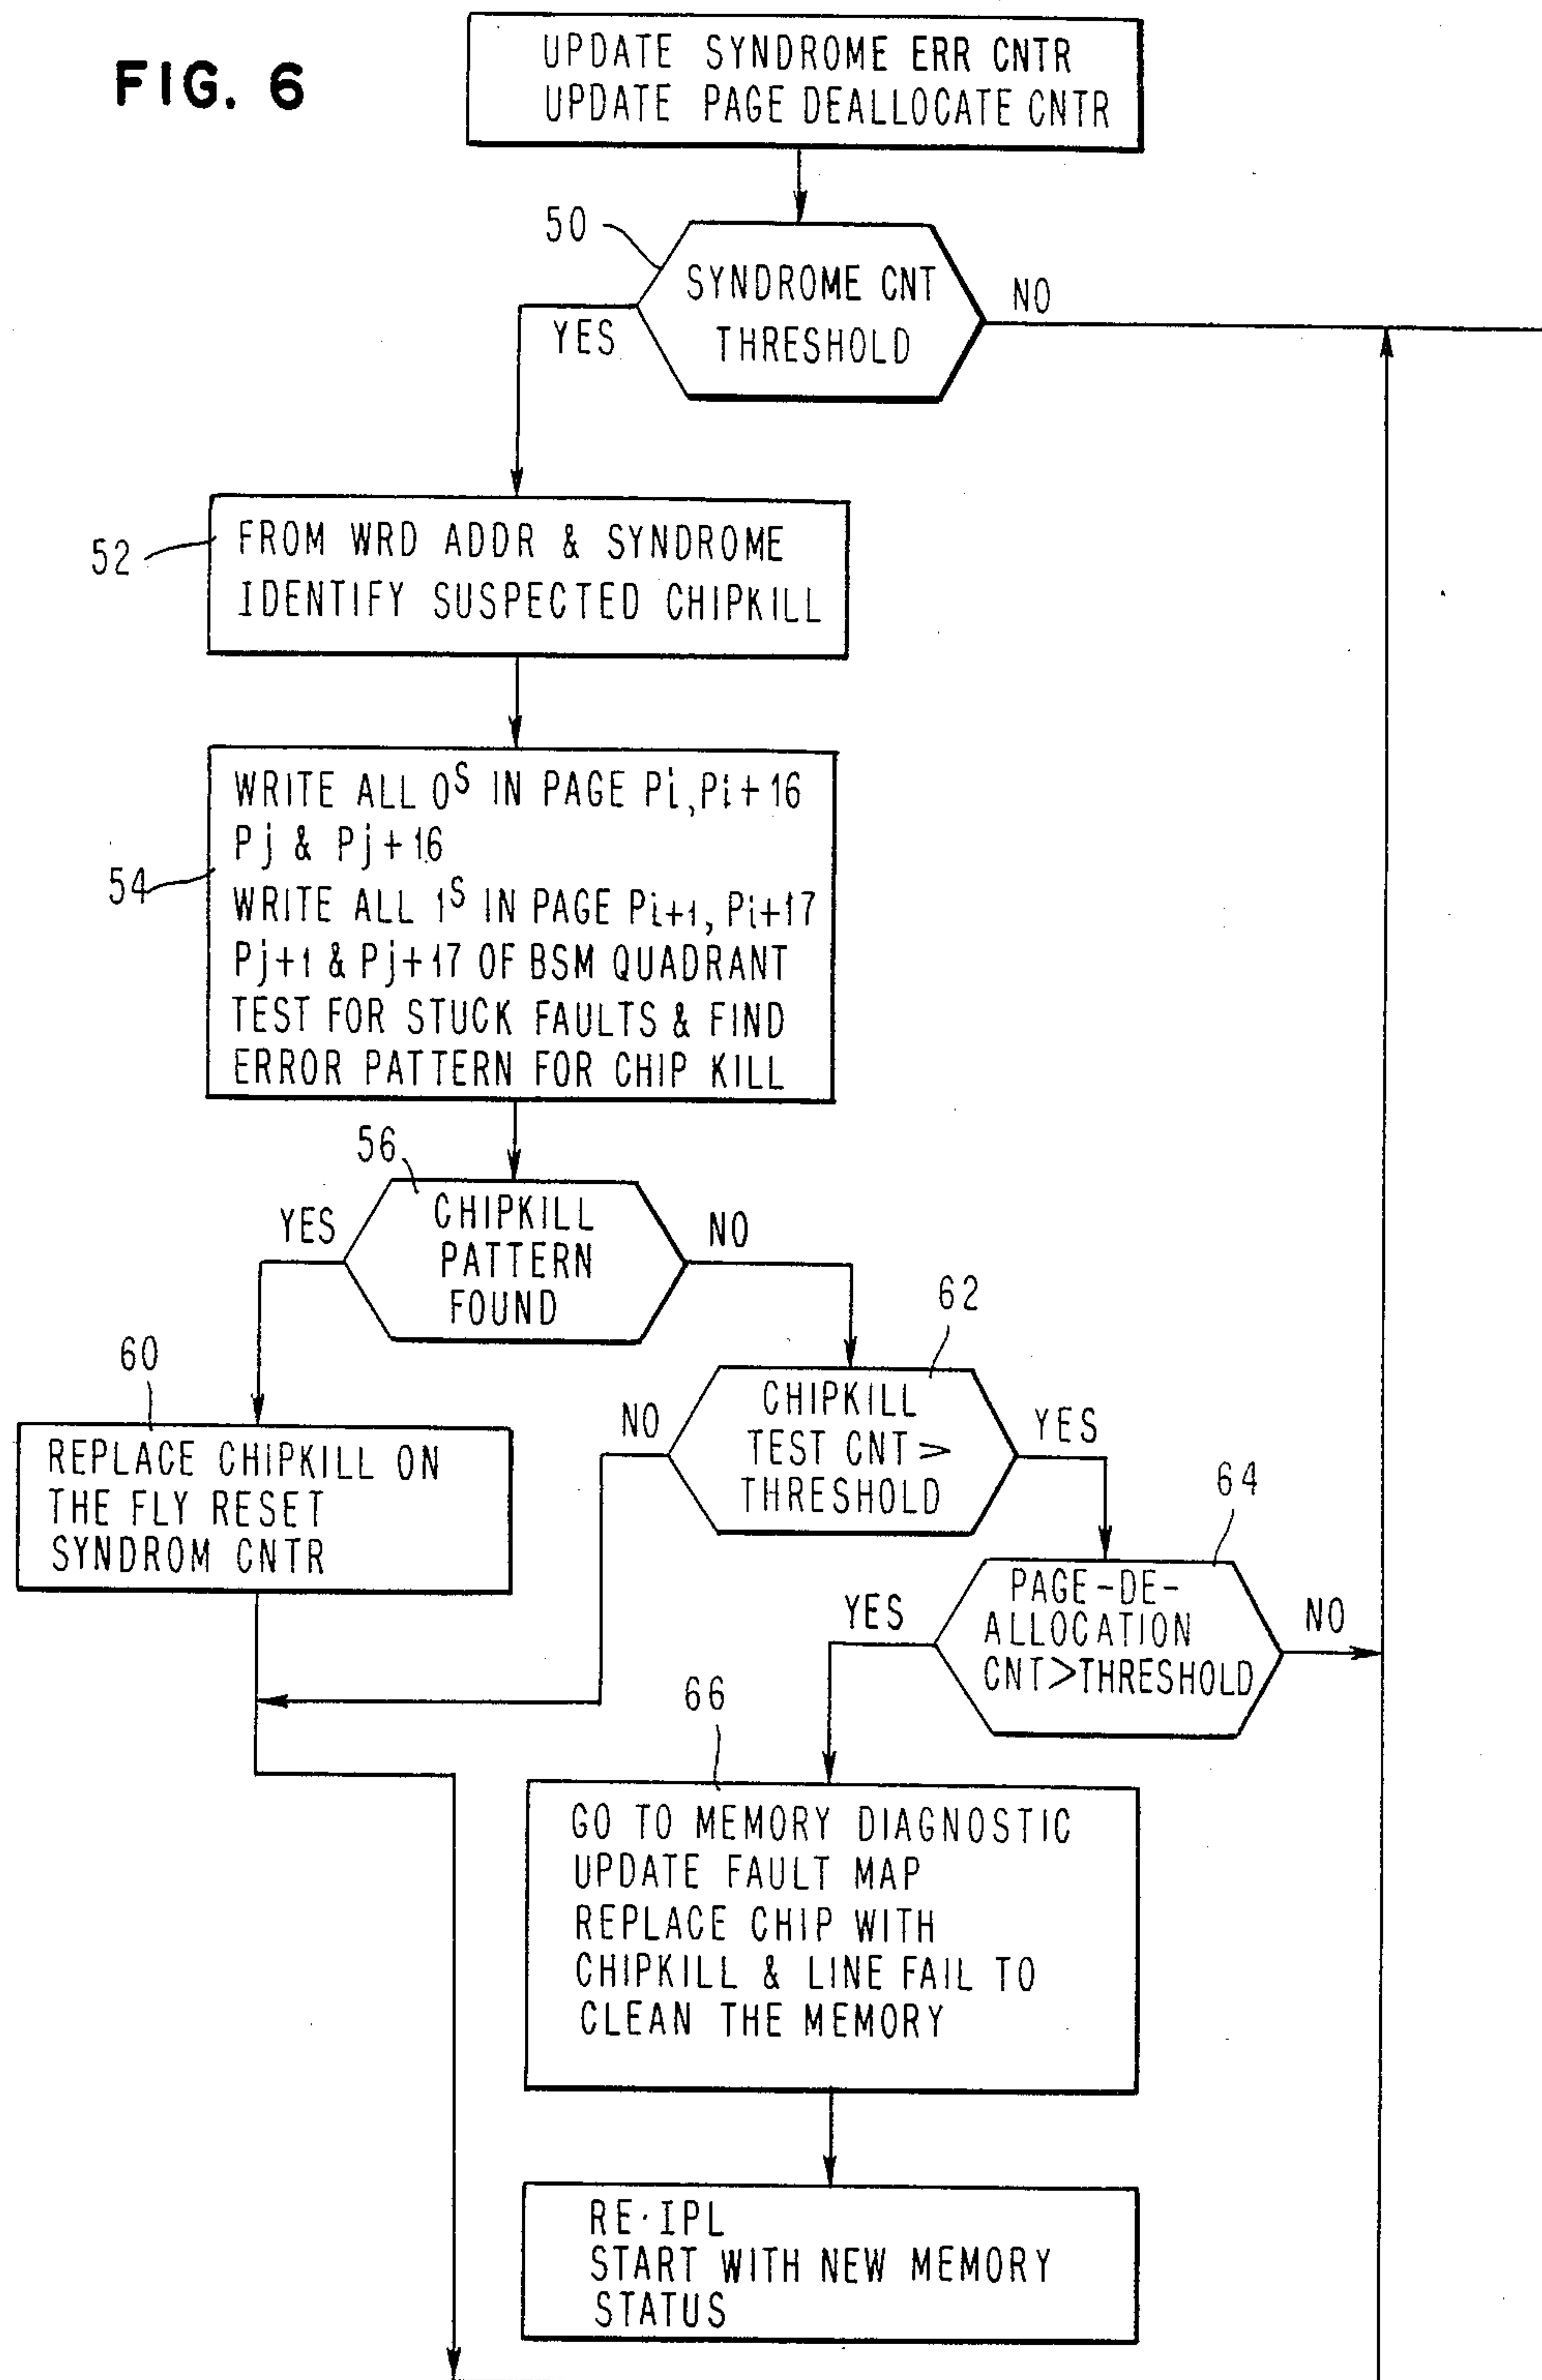 FIG. 6
UPDATE SYNDROME ERR CNTR
UPDATE PAGE DEALLOCATE CNTR
50
SYNDROME CNT
THRESHOLD
NO
YES
52
FROM WRD ADDR & SYNDROME
IDENTIFY SUSPECTED CHIPKILL
54
WRITE ALL 0S IN PAGE Pi, Pi+16
Pj & Pj+16
WRITE ALL 1S IN PAGE Pi+1, Pi+17
Pj+1 & Pj+17 OF BSM QUADRANT
TEST FOR STUCK FAULTS & FIND
ERROR PATTERN FOR CHIP KILL
56
YES
CHIPKILL
PATTERN
FOUND
NO
60
REPLACE CHIPKILL ON
THE FLY RESET
SYNDROM CNTR
62
NO
CHIPKILL
TEST CNT >
THRESHOLD
YES
64
YES
PAGE-DE-
ALLOCATION
CNT>THRESHOLD
NO
66
GO TO MEMORY DIAGNOSTIC
UPDATE FAULT MAP
REPLACE CHIP WITH
CHIPKILL & LINE FAIL TO
CLEAN THE MEMORY
RE·IPL
START WITH NEW MEMORY
STATUS